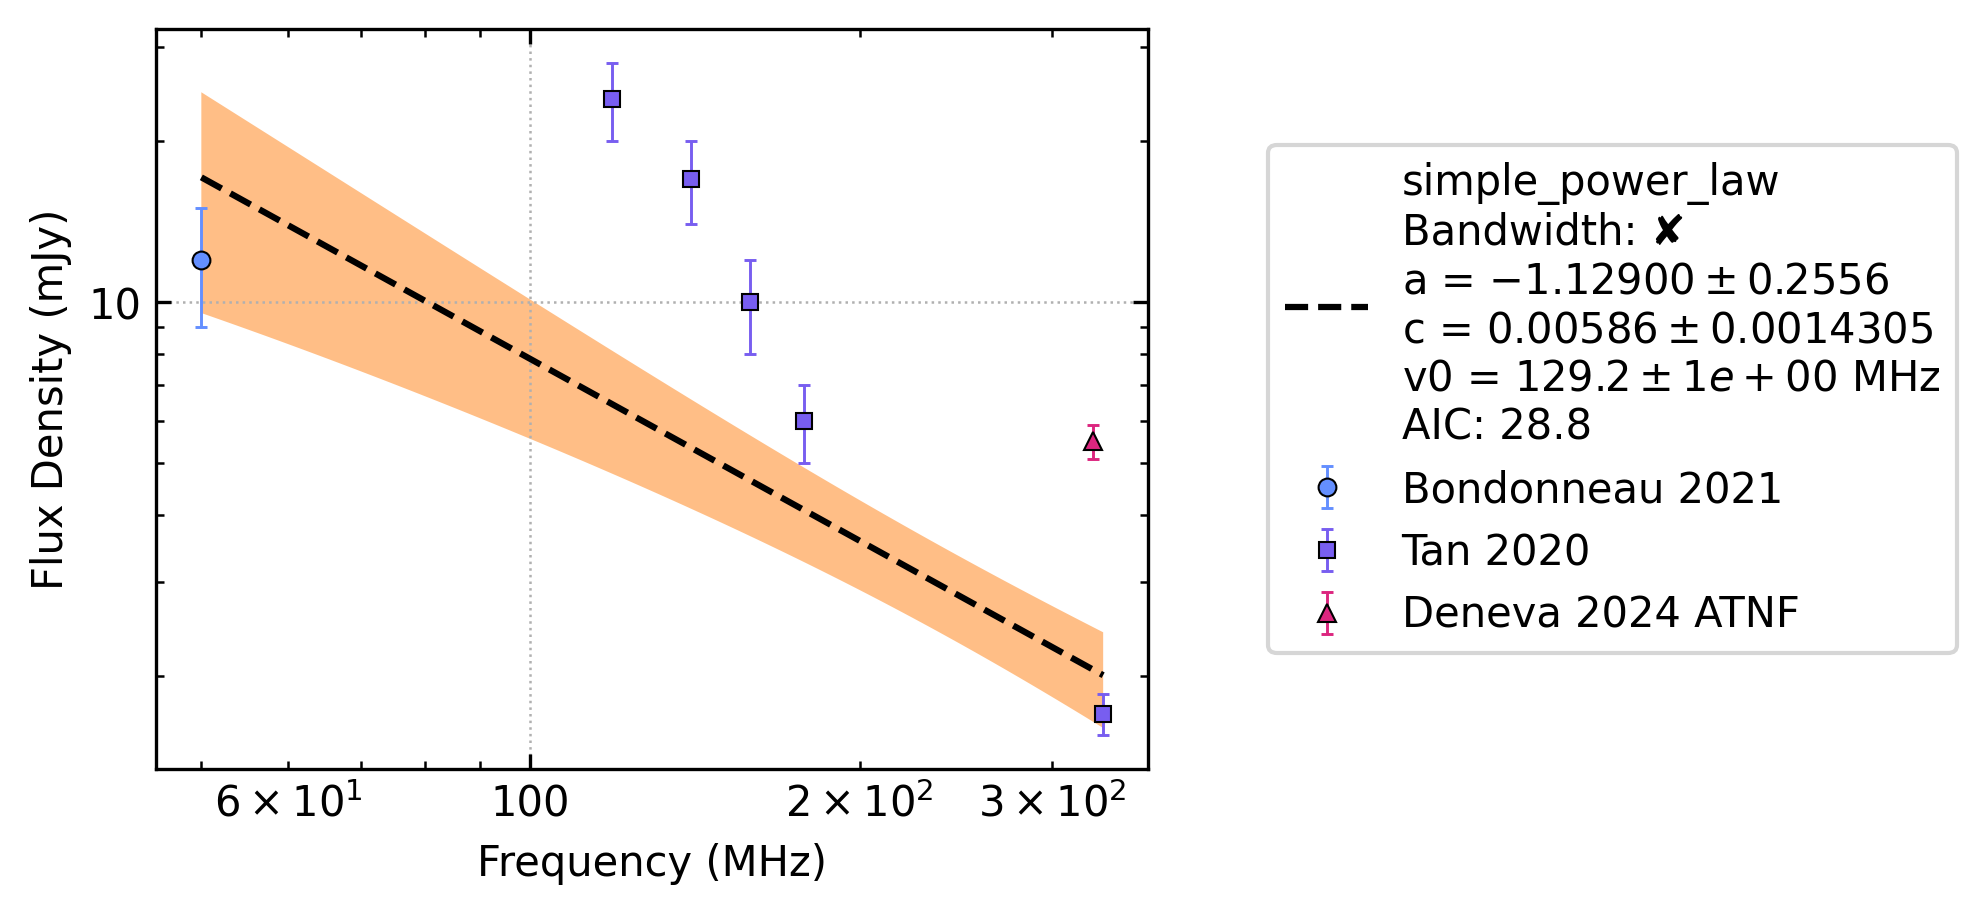 Flux Density (mJy)
10
6 × 10¹
100
2 × 10²
3 × 10²
Frequency (MHz)
simple_power_law
Bandwidth: ✘
a = −1.12900 ± 0.2556
c = 0.00586 ± 0.0014305
v0 = 129.2 ± 1e + 00 MHz
AIC: 28.8
Bondonneau 2021
Tan 2020
Deneva 2024 ATNF